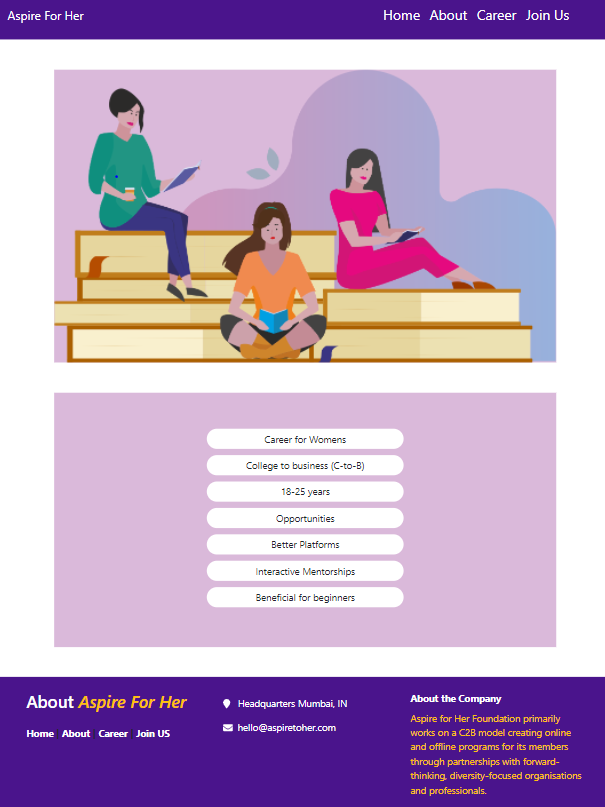 Aspire For Her
Home About Career Join Us
Career for Womens
College to business (C-to-B)
18-25 years
Opportunities
Better Platforms
Interactive Mentorships
Beneficial for beginners
About Aspire For Her
Home | About | Career | Join US
Headquarters Mumbai, IN
hello@aspiretoher.com
About the Company
Aspire for Her Foundation primarily
works on a C2B model creating online
and offline programs for its members
through partnerships with forward-
thinking, diversity-focused organisations
and professionals.